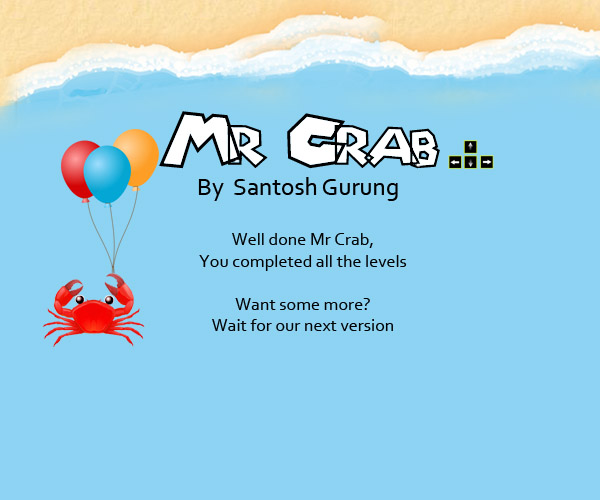 Mr Crab
By Santosh Gurung
Well done Mr Crab,
You completed all the levels
Want some more?
Wait for our next version